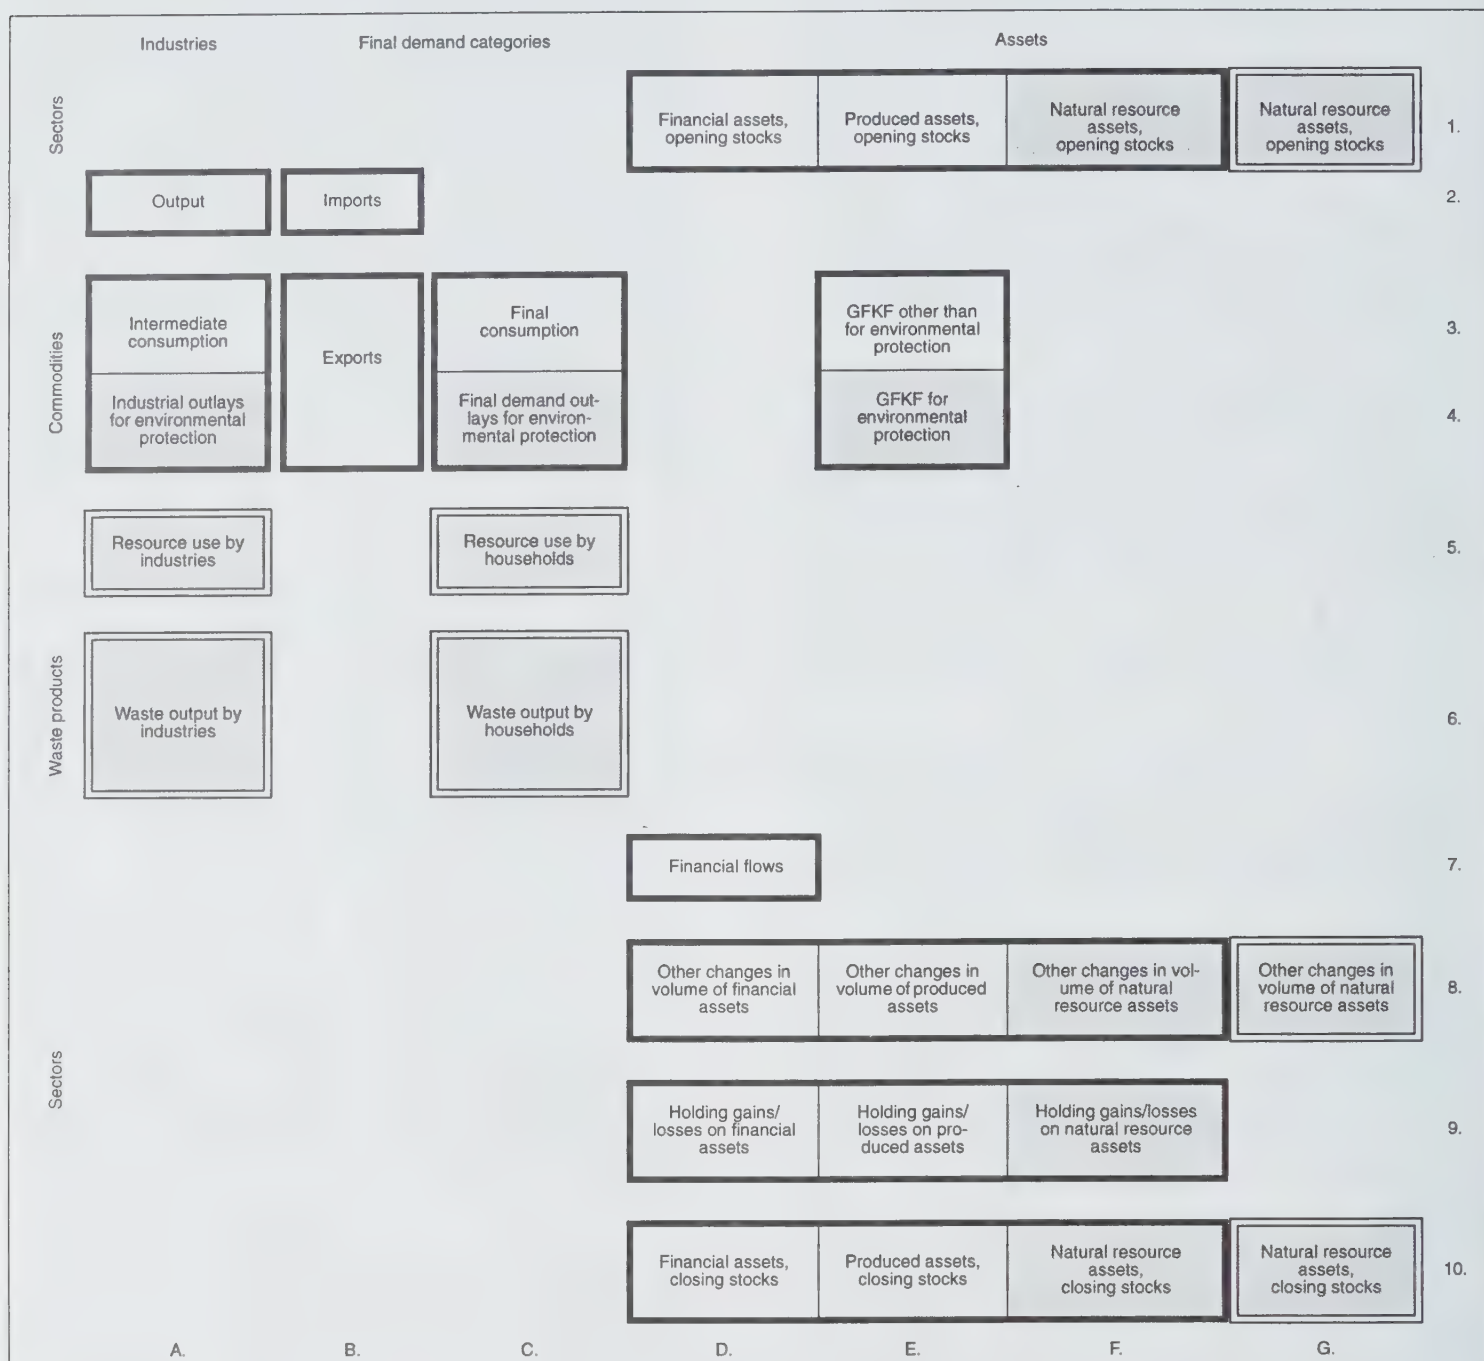 Industries
Final demand categories
Assets
Sectors
Financial assets,
opening stocks
Produced assets,
opening stocks
Natural resource
assets,
opening stocks
Natural resource
assets,
opening stocks
1.
Output
Imports
2.
Commodities
Intermediate
consumption
Exports
Final
consumption
GFKF other than
for environmental
protection
3.
Industrial outlays
for environmental
protection
Final demand out-
lays for environ-
mental protection
GFKF for
environmental
protection
4.
Resource use by
industries
Resource use by
households
5.
Waste products
Waste output by
industries
Waste output by
households
6.
Financial flows
7.
Sectors
Other changes in
volume of financial
assets
Other changes in
volume of produced
assets
Other changes in vol-
ume of natural
resource assets
Other changes in
volume of natural
resource assets
8.
Holding gains/
losses on financial
assets
Holding gains/
losses on pro-
duced assets
Holding gains/losses
on natural resource
assets
9.
Financial assets,
closing stocks
Produced assets,
closing stocks
Natural resource
assets,
closing stocks
Natural resource
assets,
closing stocks
10.
A.
B.
C.
D.
E.
F.
G.